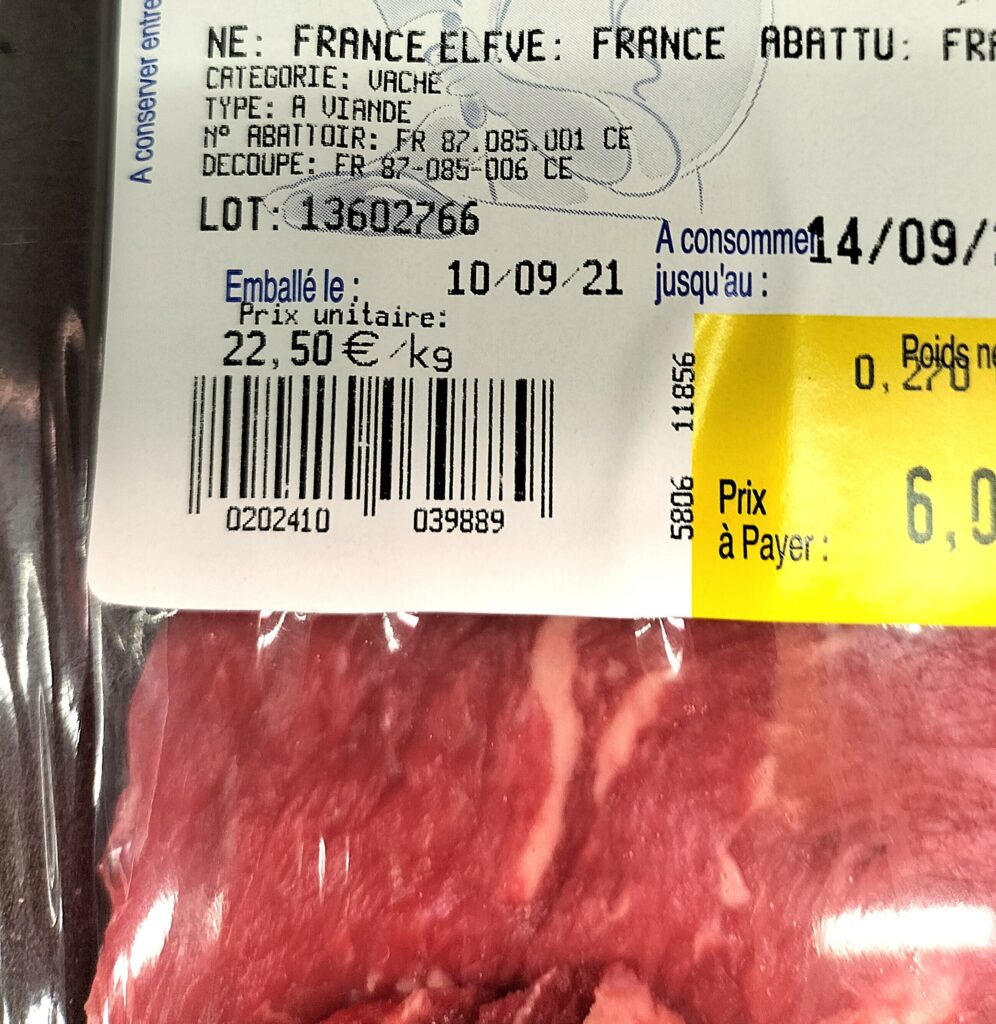 A conserver entre
NE: FRANCE ELEVE: FRANCE ABATTU: FRA
CATEGORIE: VACHE
TYPE: A VIANDE
N° ABATTOIR: FR 87.085.001 CE
DECOUPE: FR 87-085-006 CE
LOT: 13602766
A consommer
jusqu'au :
14/09/
Emballé le : 10/09/21
Prix unitaire:
22,50€/kg
0202410 039889
5806 11856
Poids ne
0,270
Prix
à Payer :
6,0